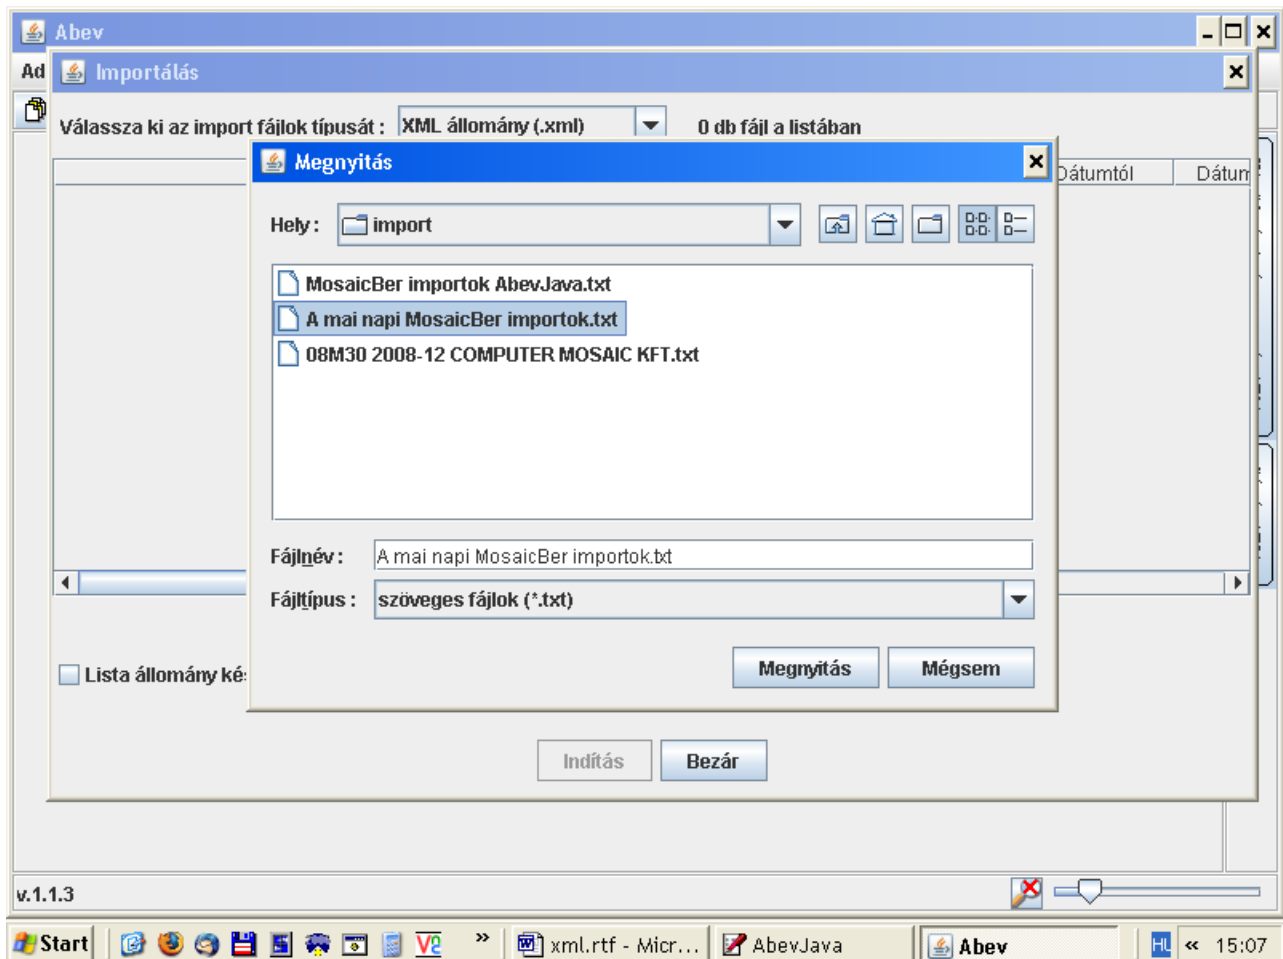 Abev
Ad
Importálás
Válassza ki az import fájlok típusát : XML állomány (.xml) 0 db fájl a listában
Megnyitás
Dátumtól Dátum
Hely : import
MosaicBer importok AbevJava.txt
A mai napi MosaicBer importok.txt
08M30 2008-12 COMPUTER MOSAIC KFT.txt
Fájlnév : A mai napi MosaicBer importok.txt
Fájltípus : szöveges fájlok (*.txt)
Megnyitás Mégsem
Lista állomány ké
Indítás Bezár
v.1.1.3
Start » xml.rtf - Micr... AbevJava Abev HU « 15:07